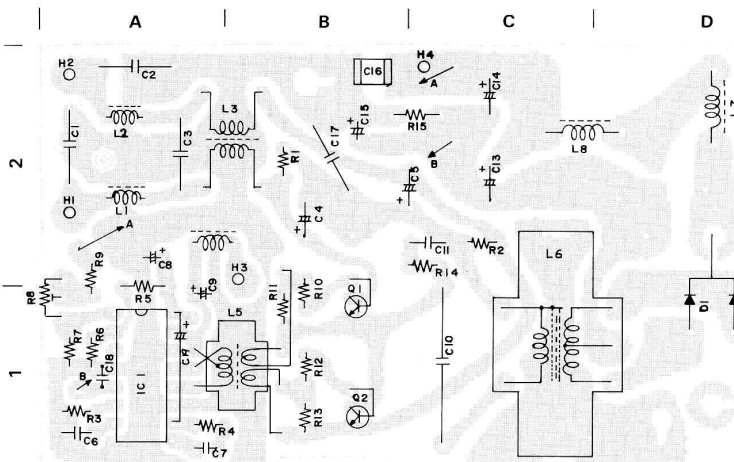 A B C D
2
1
H2
C2
C1
L2
C3
L3
R1
C17
C15
C16
H4
A
C14
R15
B
C5
C13
L8
H1
L1
A
R9
C8
C4
C11
R2
L6
R14
H3
C9
R8
R5
L5
R11
R10
Q1
D1
R7
R6
C18
B
IC1
R12
C10
R3
C6
R4
C7
R13
Q2